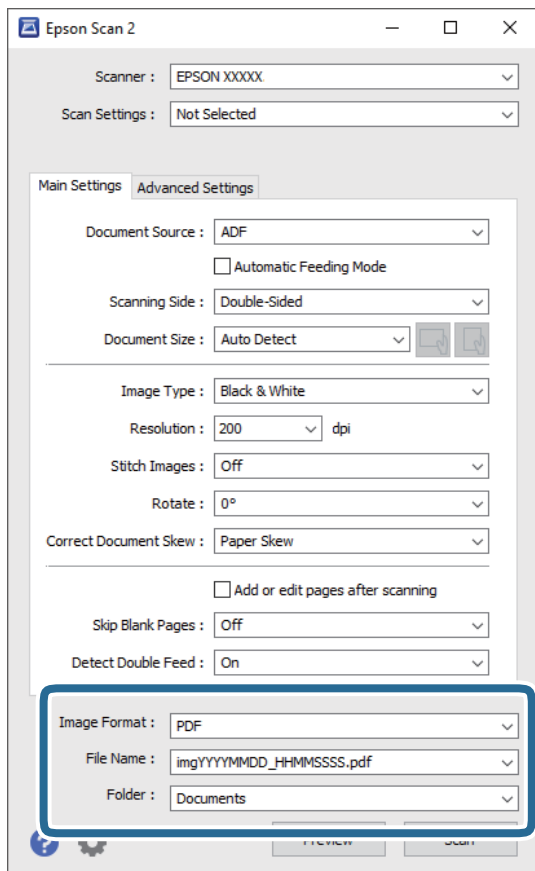 Epson Scan 2
Scanner : EPSON XXXXX
Scan Settings : Not Selected
Main Settings Advanced Settings
Document Source : ADF
Automatic Feeding Mode
Scanning Side : Double-Sided
Document Size : Auto Detect
Image Type : Black & White
Resolution : 200 dpi
Stitch Images : Off
Rotate : 0°
Correct Document Skew : Paper Skew
Add or edit pages after scanning
Skip Blank Pages : Off
Detect Double Feed : On
Image Format : PDF
File Name : imgYYYYMMDD_HHMMSSSS.pdf
Folder : Documents
? Preview Scan